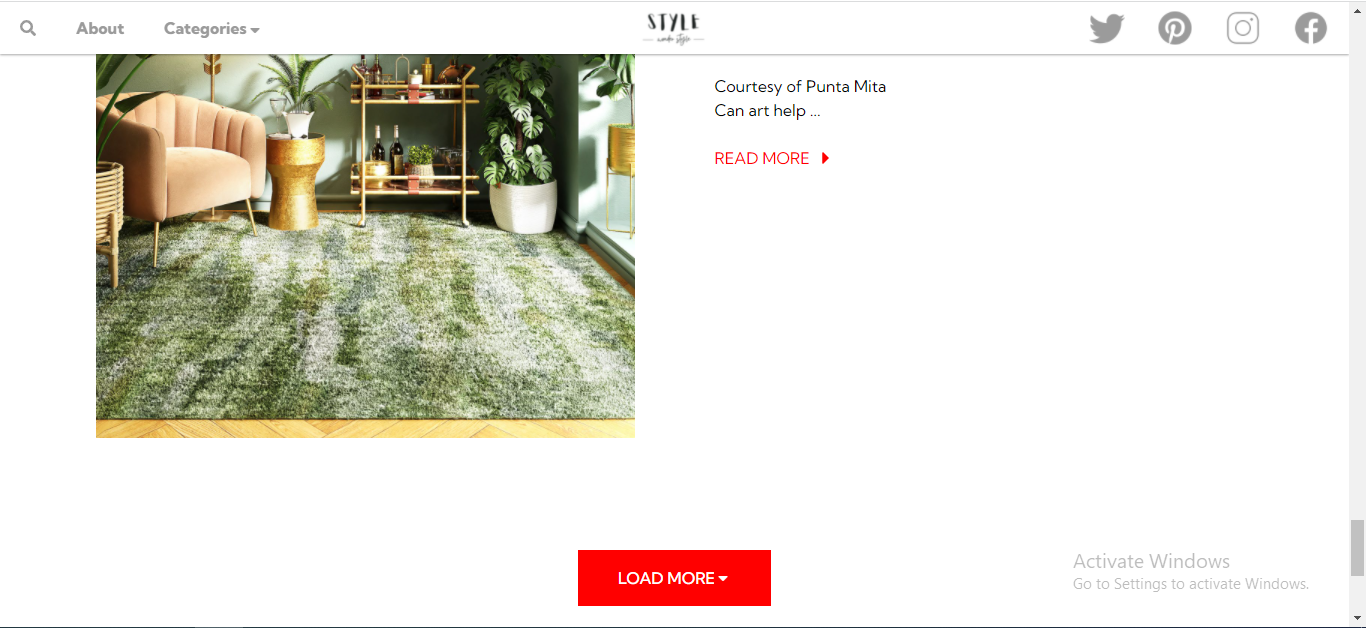 About
Categories
STYLE
Courtesy of Punta Mita
Can art help ...
READ MORE
LOAD MORE
Activate Windows
Go to Settings to activate Windows.